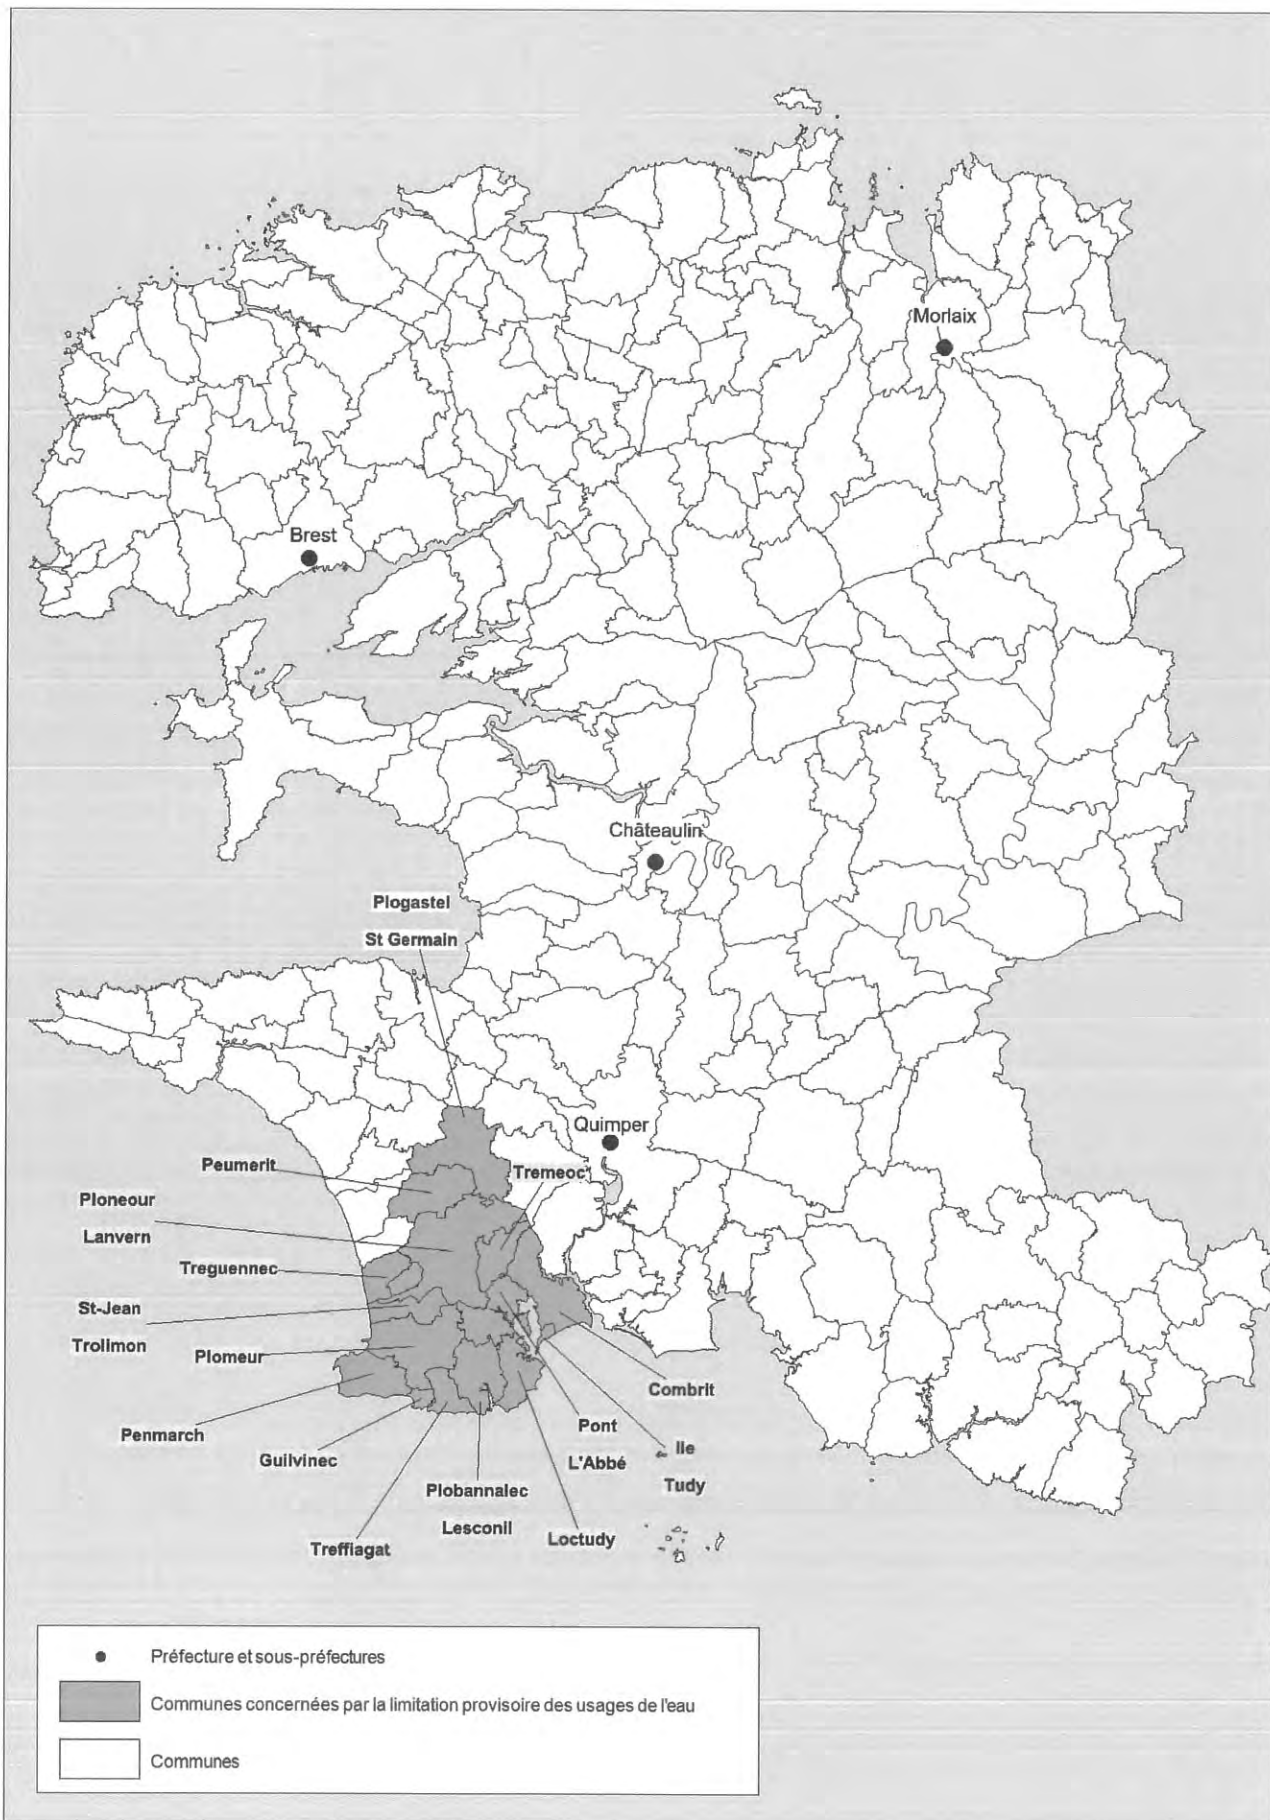 Morlaix
Brest
Châteaulin
Plogastel
St Germain
Quimper
Peumerit
Tremeoc
Ploneour
Lanvern
Treguennec
St-Jean
Trolimon
Plomeur
Combrit
Penmarch
Pont
L'Abbé
Ile
Tudy
Guilvinec
Plobannalec
Lesconil
Loctudy
Treffiagat
Préfecture et sous-préfectures
Communes concernées par la limitation provisoire des usages de l'eau
Communes